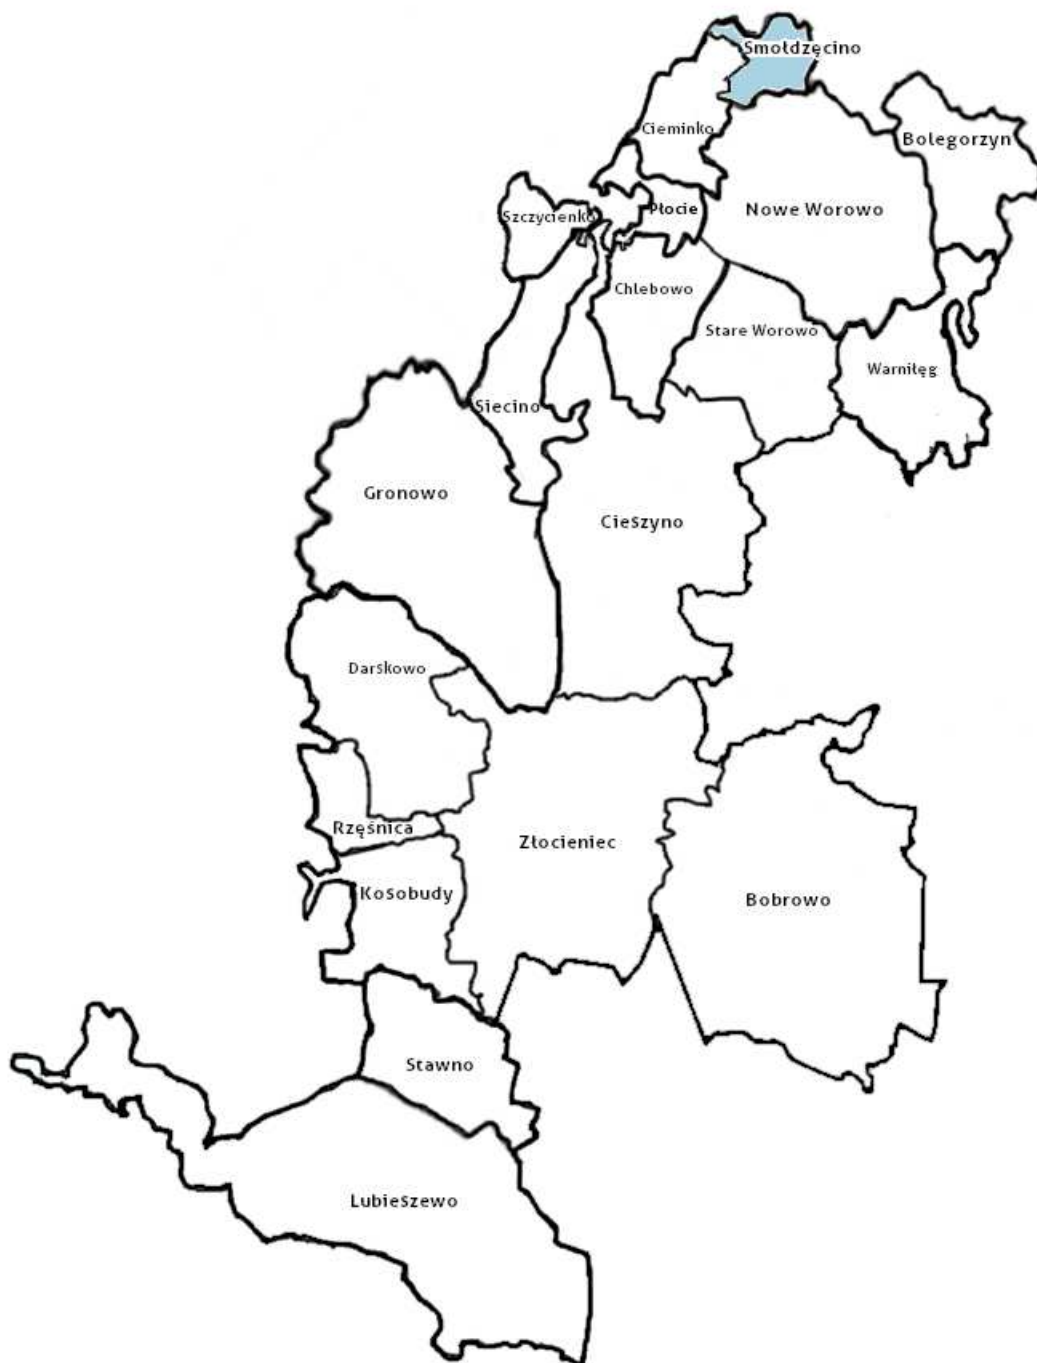 Smołdzęcino
Cieminko
Bolegorzyn
Szczycienko
Płocie
Nowe Worowo
Chlebowo
Stare Worowo
Warniłęg
Siecino
Gronowo
Cieszyno
Darskowo
Rzęśnica
Złocieniec
Kosobudy
Bobrowo
Stawno
Lubieszewo